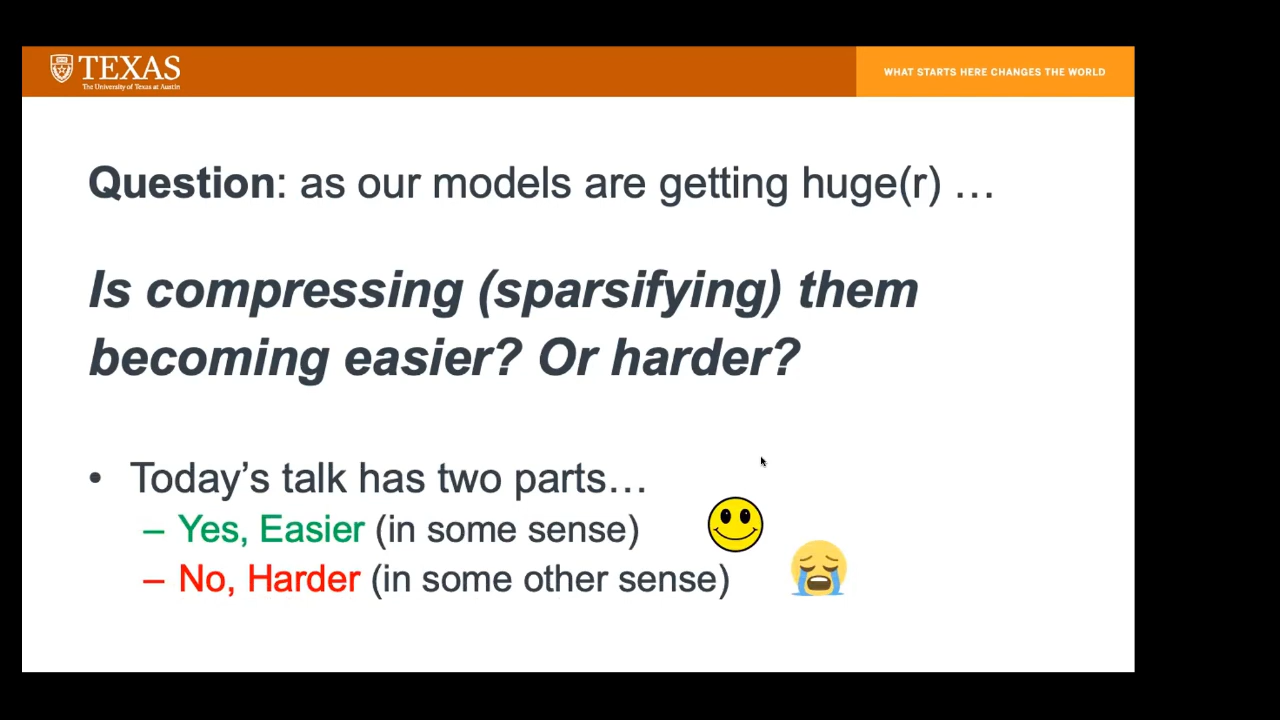 TEXAS
The University of Texas at Austin
WHAT STARTS HERE CHANGES THE WORLD
Question: as our models are getting huge(r) …
Is compressing (sparsifying) them
becoming easier? Or harder?
• Today’s talk has two parts…
– Yes, Easier (in some sense)
– No, Harder (in some other sense)